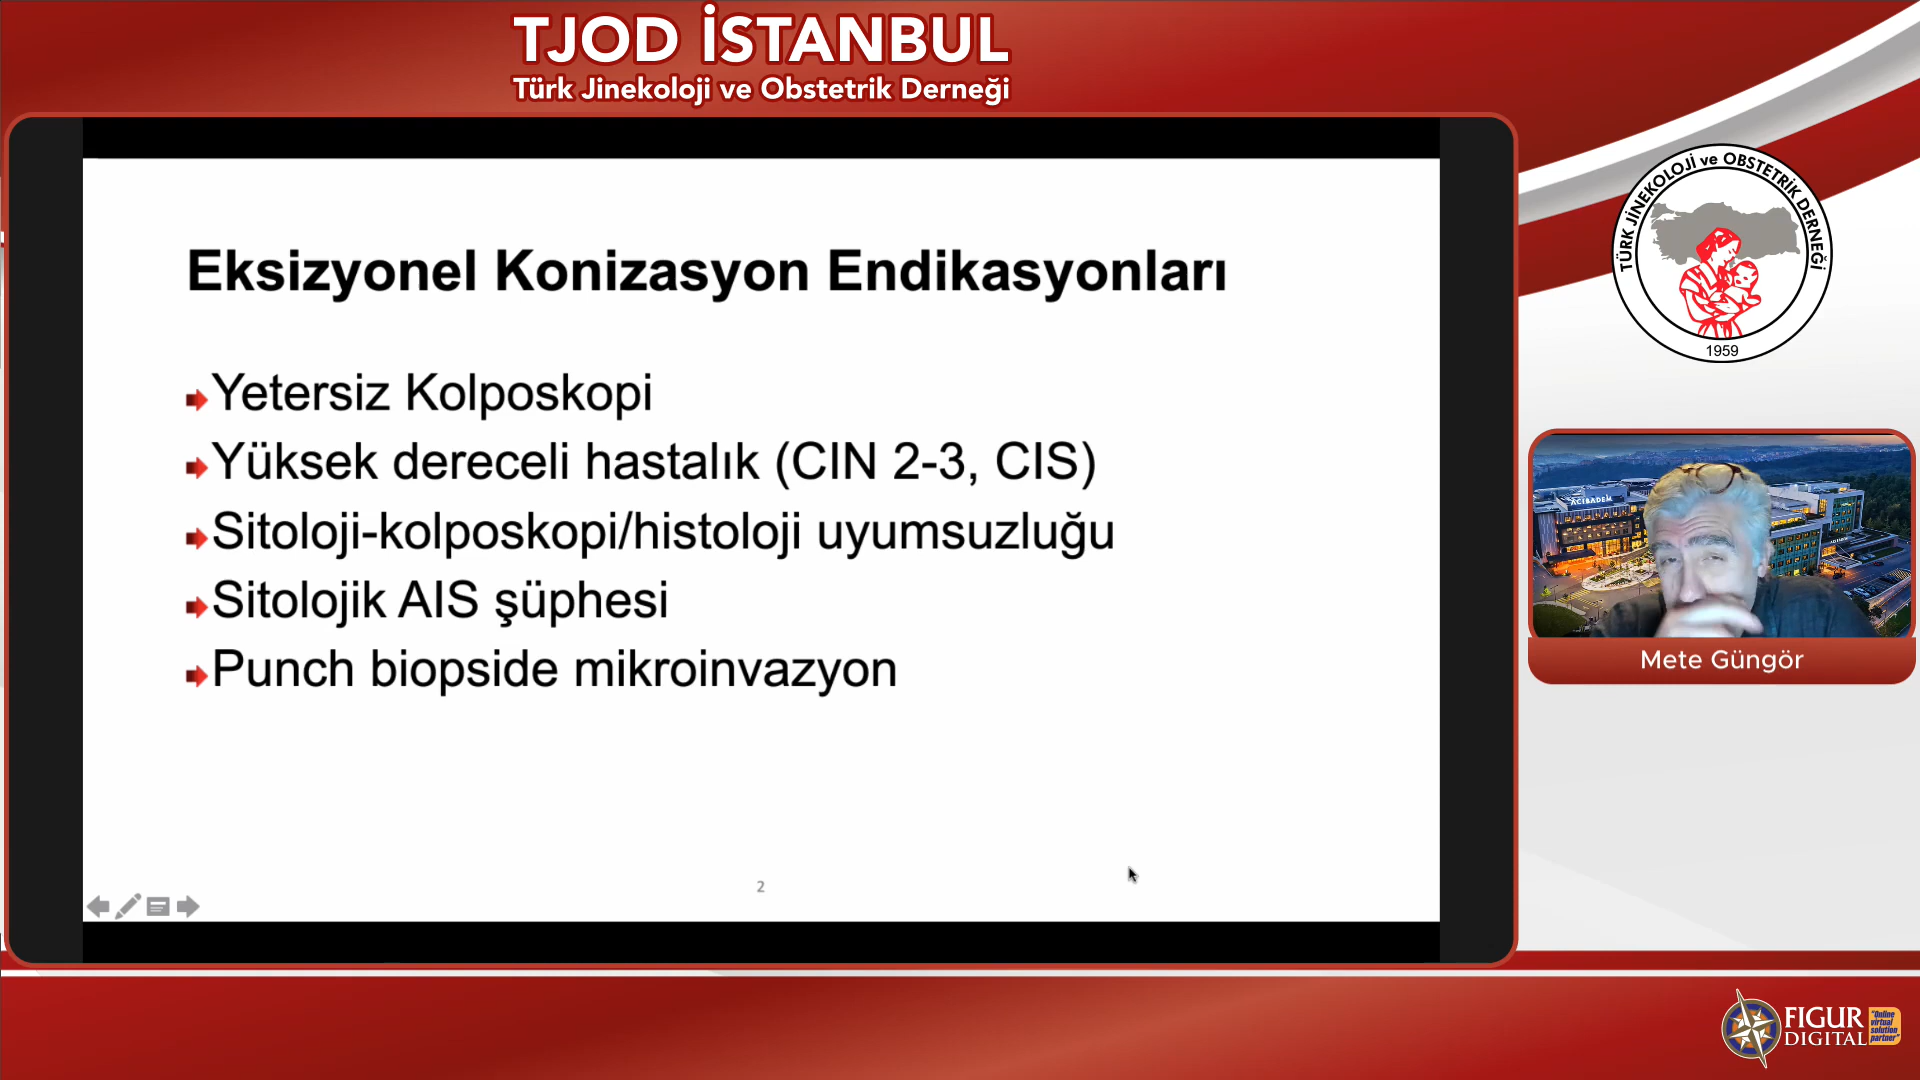 TJOD İSTANBUL
Türk Jinekoloji ve Obstetrik Derneği
Eksizyonel Konizasyon Endikasyonları
Yetersiz Kolposkopi
Yüksek dereceli hastalık (CIN 2-3, CIS)
Sitoloji-kolposkopi/histoloji uyumsuzluğu
Sitolojik AIS şüphesi
Punch biopside mikroinvazyon
2
TÜRK JİNEKOLOJİ ve OBSTETRİK DERNEĞİ
1959
ACIBADEM
Mete Güngör
FIGUR
DIGITAL
"Online
virtual
solution
partner"